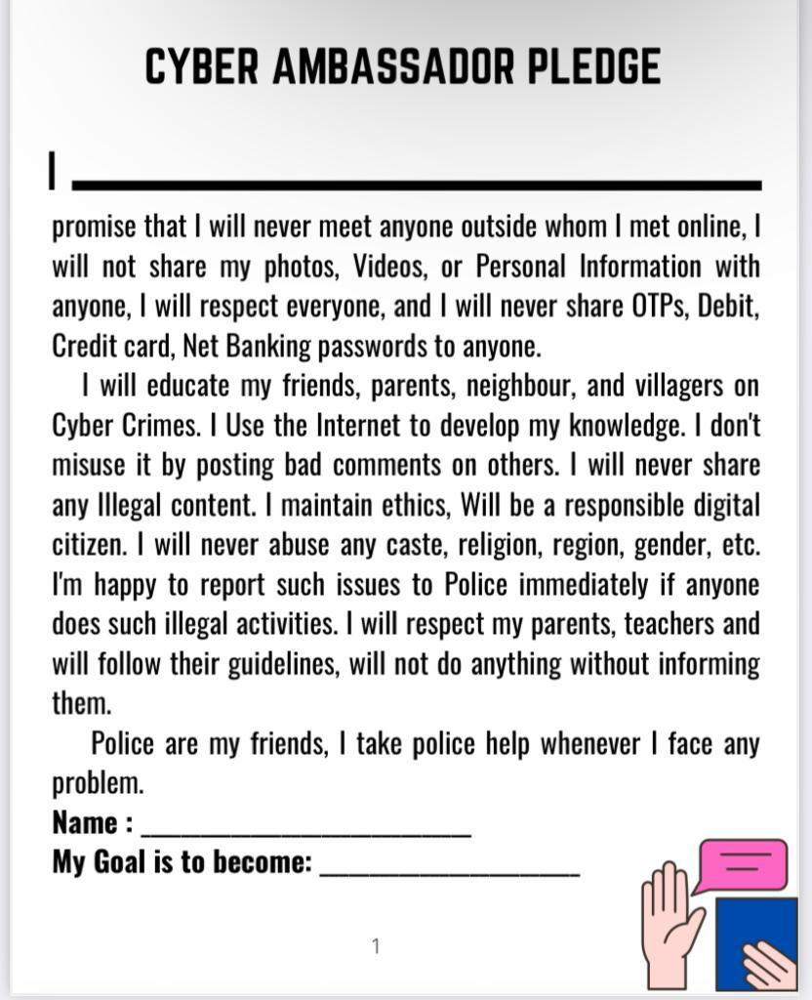 CYBER AMBASSADOR PLEDGE
I ____________________
promise that I will never meet anyone outside whom I met online, I
will not share my photos, Videos, or Personal Information with
anyone, I will respect everyone, and I will never share OTPs, Debit,
Credit card, Net Banking passwords to anyone.
I will educate my friends, parents, neighbour, and villagers on
Cyber Crimes. I Use the Internet to develop my knowledge. I don't
misuse it by posting bad comments on others. I will never share
any Illegal content. I maintain ethics, Will be a responsible digital
citizen. I will never abuse any caste, religion, region, gender, etc.
I'm happy to report such issues to Police immediately if anyone
does such illegal activities. I will respect my parents, teachers and
will follow their guidelines, will not do anything without informing
them.
Police are my friends, I take police help whenever I face any
problem.
Name : ____________________
My Goal is to become: ____________________
1